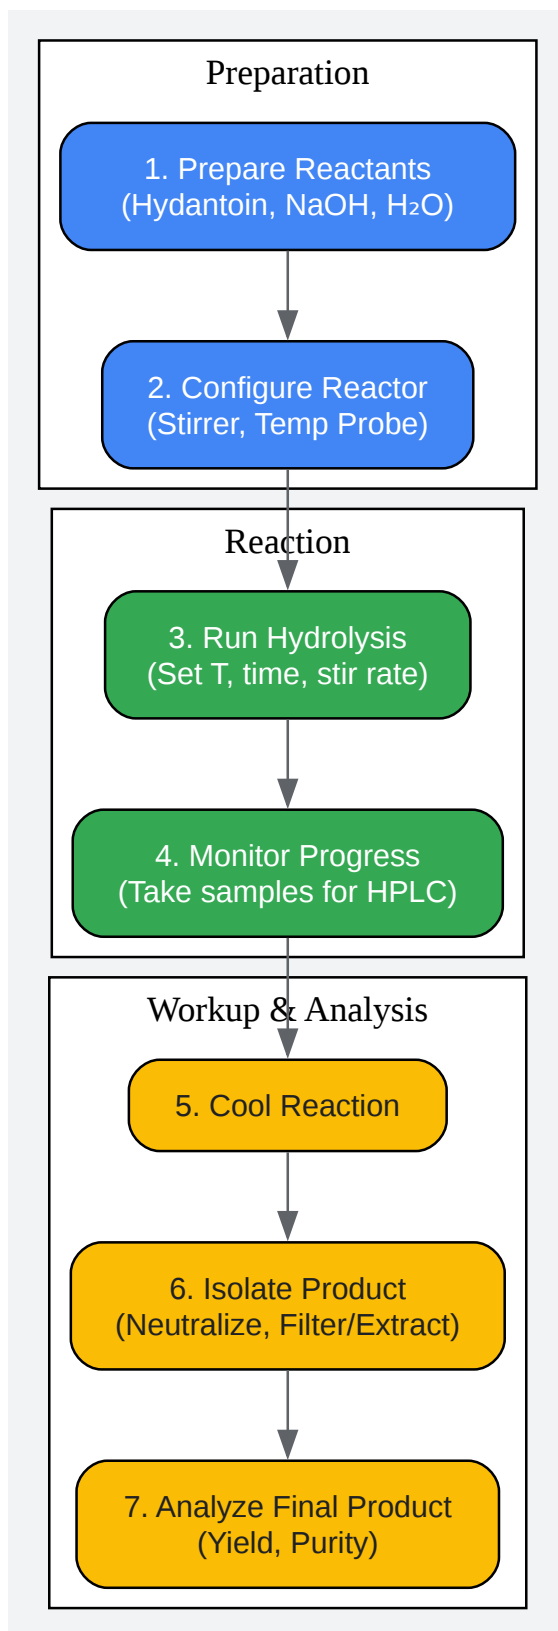 Preparation
1. Prepare Reactants
(Hydantoin, NaOH, H₂O)
2. Configure Reactor
(Stirrer, Temp Probe)
Reaction
3. Run Hydrolysis
(Set T, time, stir rate)
4. Monitor Progress
(Take samples for HPLC)
Workup & Analysis
5. Cool Reaction
6. Isolate Product
(Neutralize, Filter/Extract)
7. Analyze Final Product
(Yield, Purity)